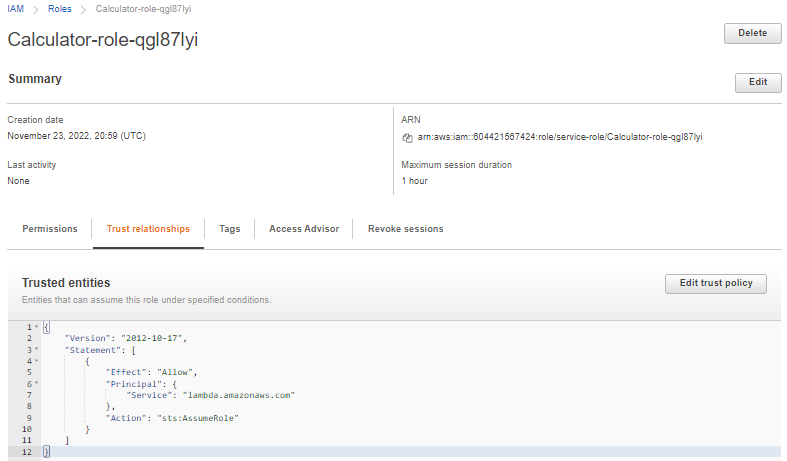 IAM > Roles > Calculator-role-qgl87lyi
Calculator-role-qgl87lyi
Delete
Summary
Edit
Creation date
November 23, 2022, 20:59 (UTC)
ARN
arn:aws:iam::604421567424:role/service-role/Calculator-role-qgl87lyi
Last activity
None
Maximum session duration
1 hour
Permissions Trust relationships Tags Access Advisor Revoke sessions
Trusted entities
Entities that can assume this role under specified conditions.
Edit trust policy
1 {
2 "Version": "2012-10-17",
3 "Statement": [
4 {
5 "Effect": "Allow",
6 "Principal": {
7 "Service": "lambda.amazonaws.com"
8 },
9 "Action": "sts:AssumeRole"
10 }
11 ]
12 }